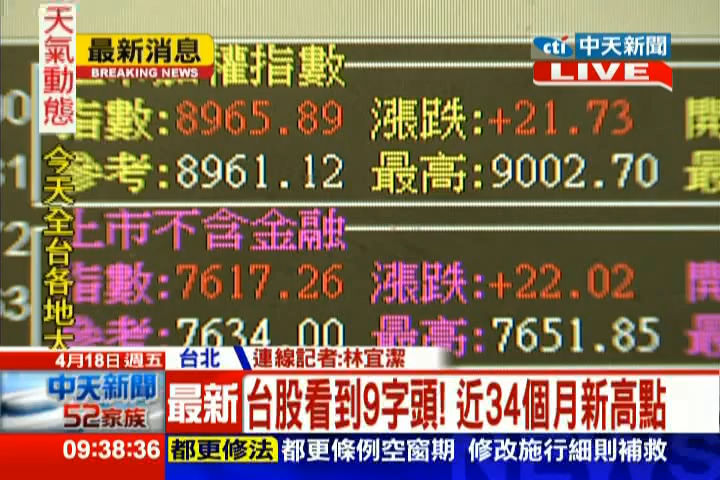 天氣動態
今天全台各地
最新消息
BREAKING NEWS
cti 中天新聞
LIVE
權指數
指數:8965.89 漲跌:+21.73 開
參考:8961.12 最高:9002.70 最
上市不含金融
指數:7617.26 漲跌:+22.02 開
參考:7634.00 最高:7651.85 最
4月18日 週五
台北
連線記者:林宜潔
中天新聞
52家族
最新
台股看到9字頭! 近34個月新高點
09:38:36
都更修法
都更條例空窗期 修改施行細則補救